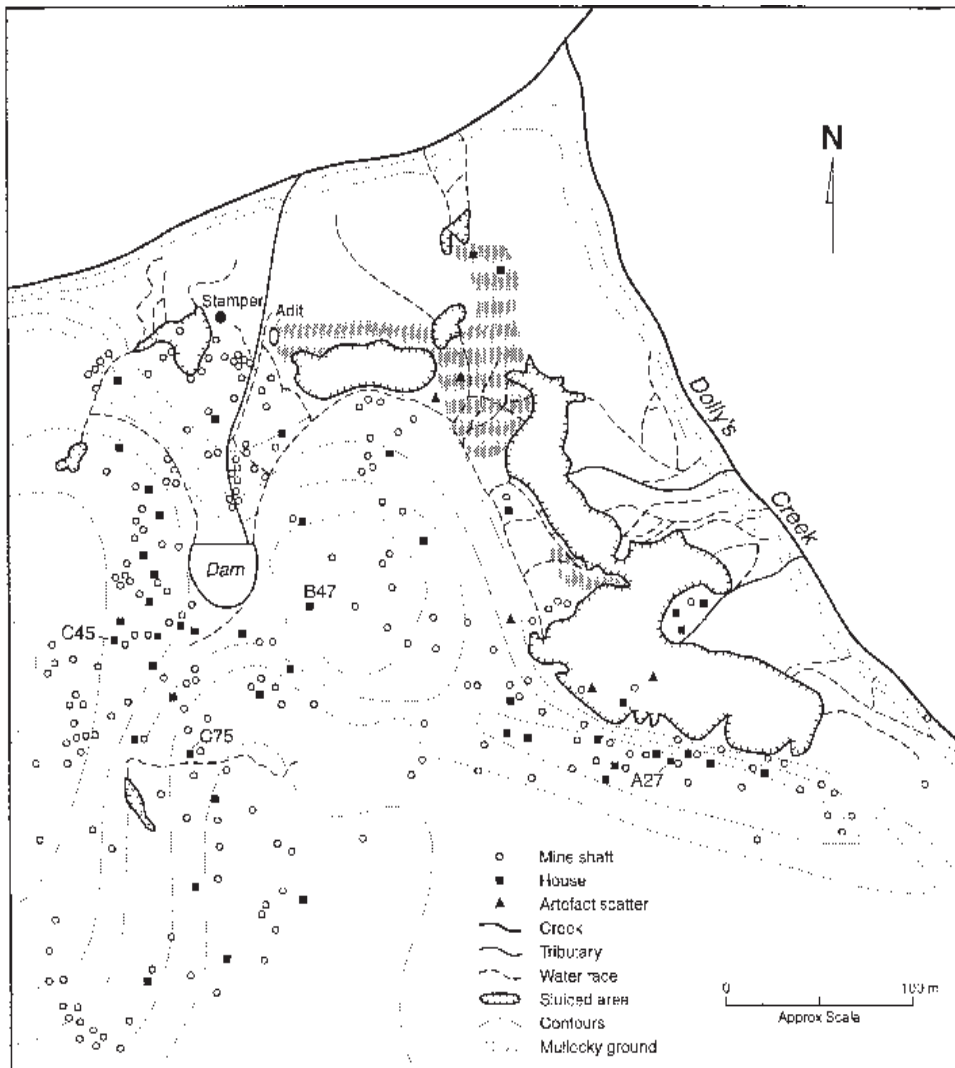 N
Stamper
Adit
Dolly's
Creek
Dam
B47
C45
C75
A27
Mine shaft
House
Artefact scatter
Creek
Tributary
Water race
Sluiced area
Contours
Mullocky ground
0 100 m
Approx Scale